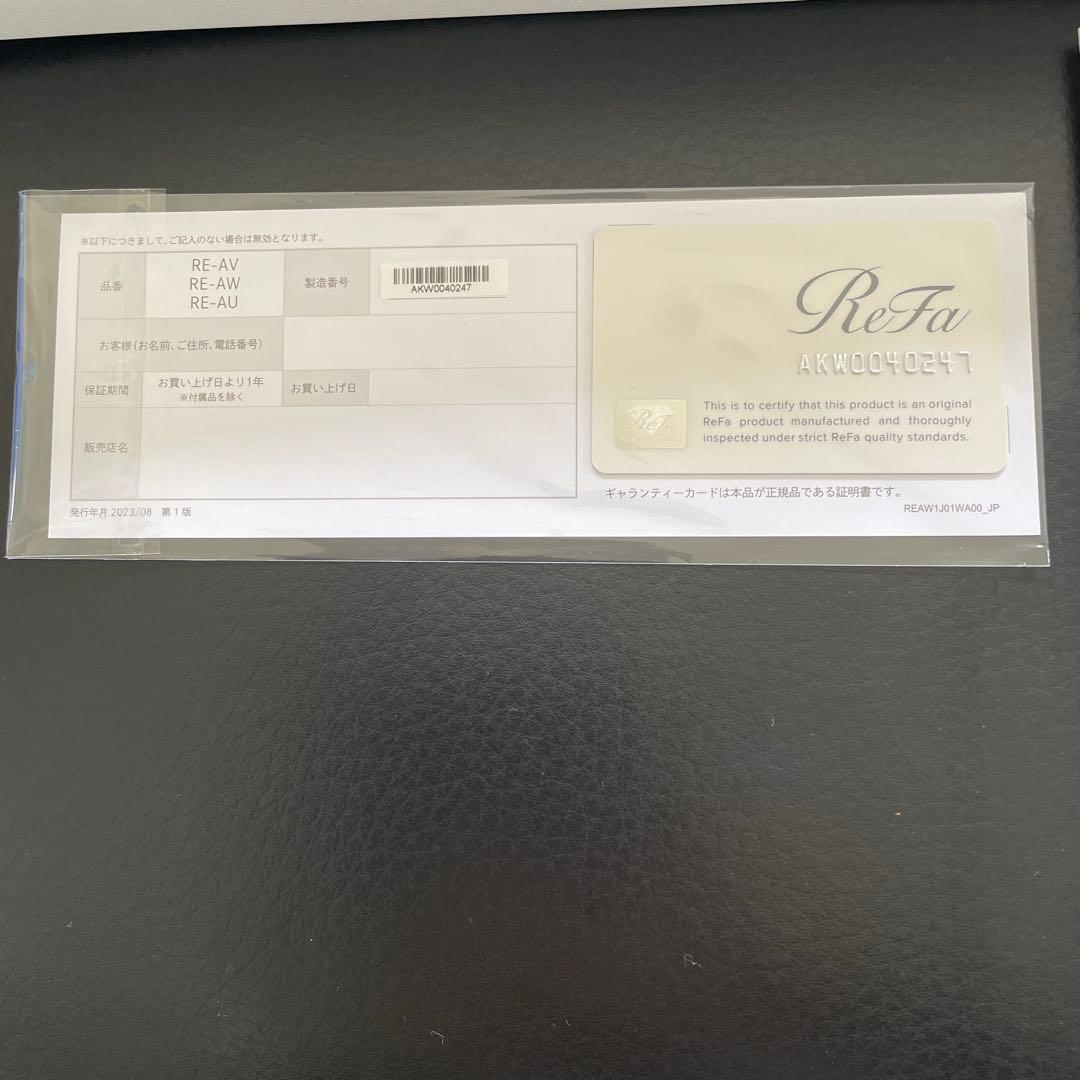 ※以下につきまして、ご記入のない場合は無効となります。
品番
RE-AV
RE-AW
RE-AU
製造番号
AKW0040247
お客様(お名前、ご住所、電話番号)
保証期間
お買い上げ日より1年
※付属品を除く
お買い上げ日
販売店名
発行年月 2023/08 第1版
ReFa
AKW0040247
ReFa
This is to certify that this product is an original
ReFa product manufactured and thoroughly
inspected under strict ReFa quality standards.
ギャランティーカードは本品が正規品である証明書です。
REAW1J01WA00_JP